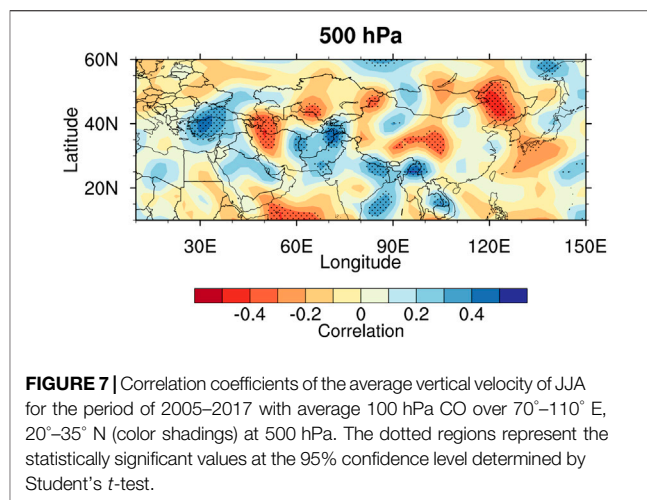 500 hPa
60N
40N
20N
Latitude
30E 60E 90E 120E 150E
Longitude
-0.4 -0.2 0 0.2 0.4
Correlation
FIGURE 7 | Correlation coefficients of the average vertical velocity of JJA
for the period of 2005–2017 with average 100 hPa CO over 70°–110° E,
20°–35° N (color shadings) at 500 hPa. The dotted regions represent the
statistically significant values at the 95% confidence level determined by
Student's t-test.